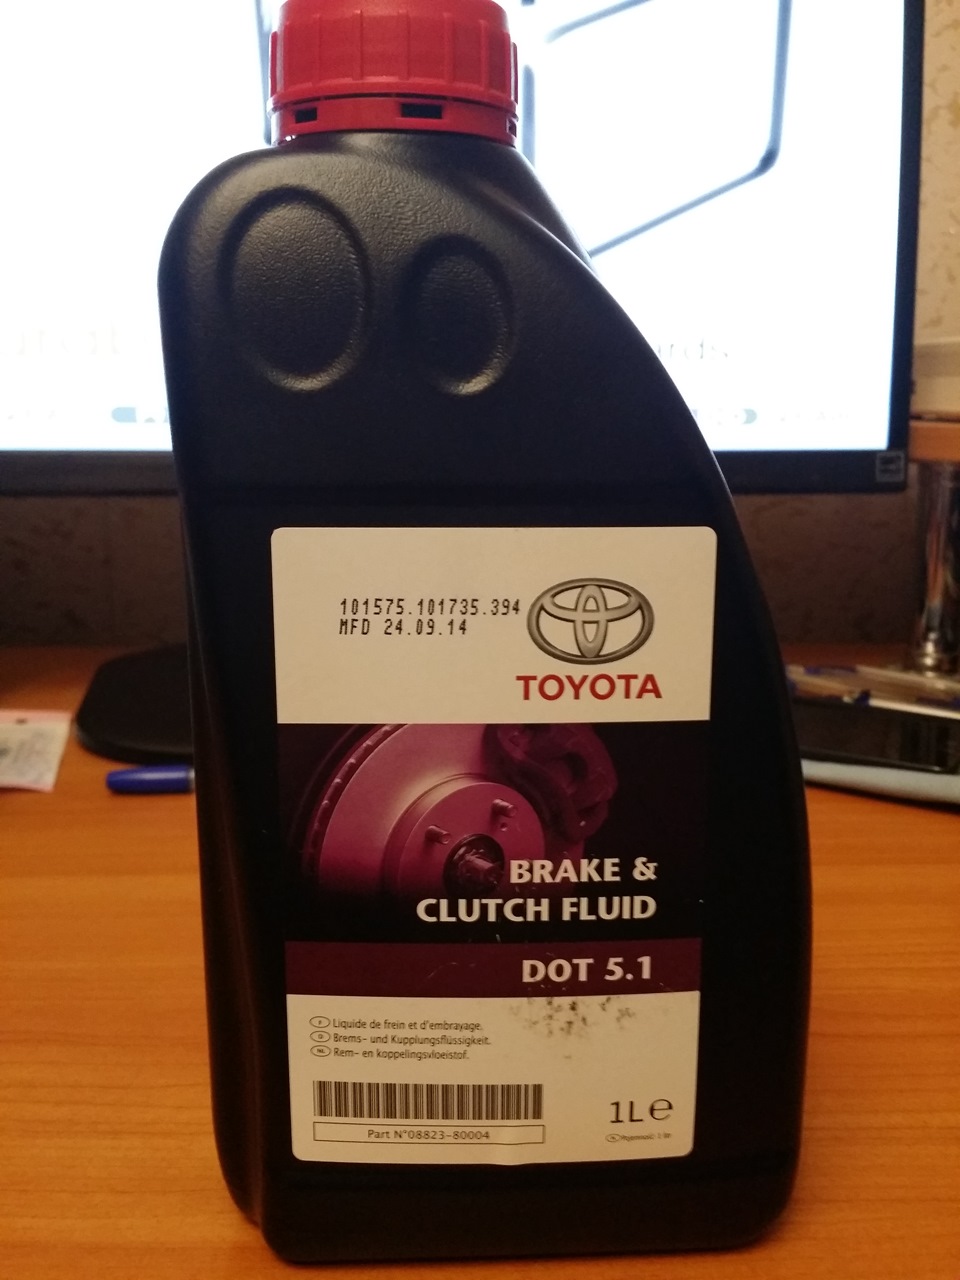 101575.101735.394
MFD 24.09.14
TOYOTA
BRAKE &
CLUTCH FLUID
DOT 5.1
F Liquide de frein et d'embrayage.
D Brems- und Kupplungsflüssigkeit.
NL Rem- en koppelingsvloeistof.
Part N°08823-80004
1L℮